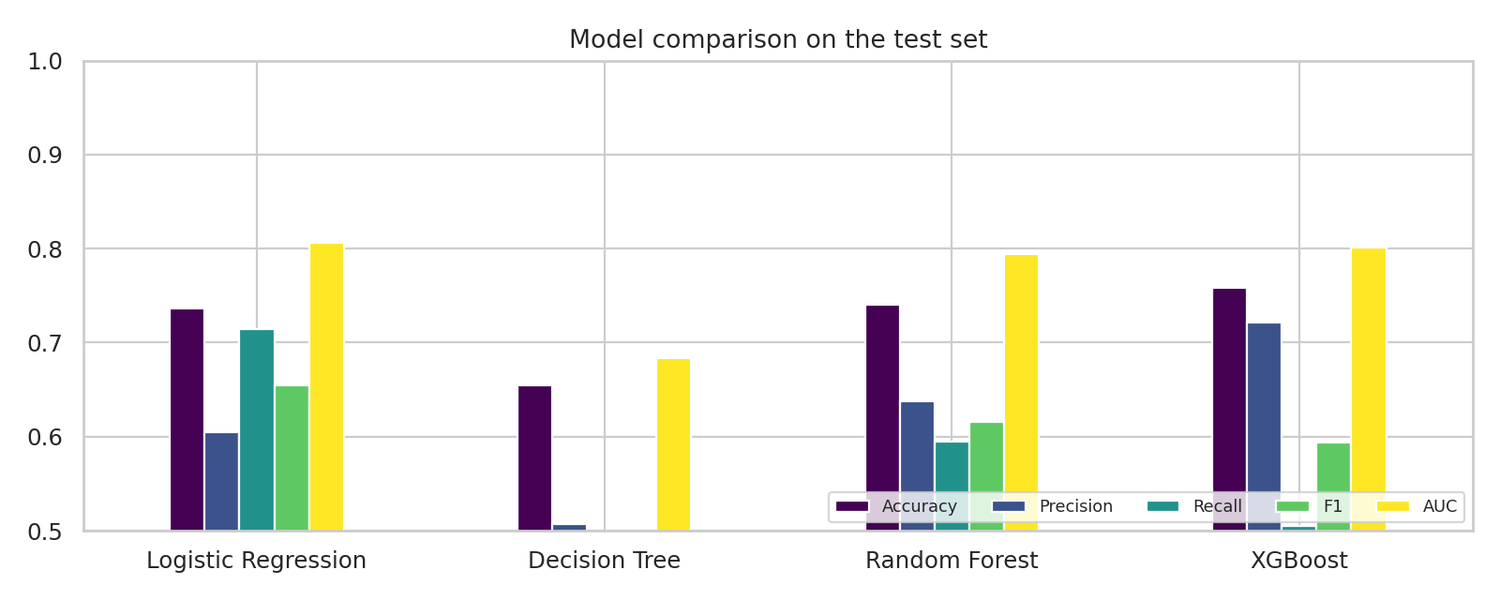 Model comparison on the test set
1.0
0.9
0.8
0.7
0.6
0.5
Accuracy Precision Recall F1 AUC
Logistic Regression Decision Tree Random Forest XGBoost